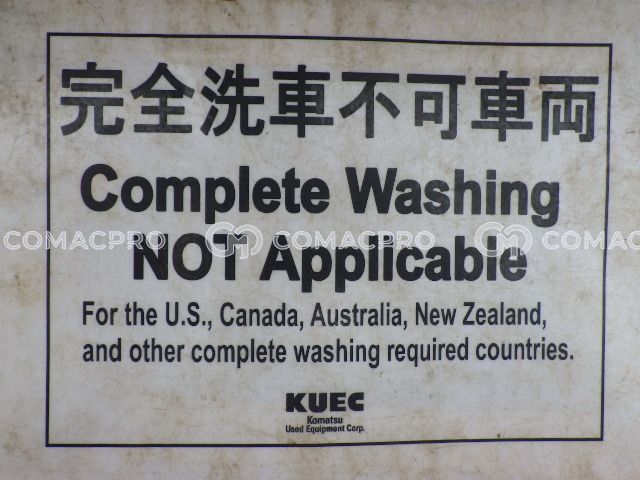 完全洗車不可車両
Complete Washing
NOT Applicable
COMACPRO COMACPRO COMACPRO
For the U.S., Canada, Australia, New Zealand,
and other complete washing required countries.
KUEC
Komatsu
Used Equipment Corp.